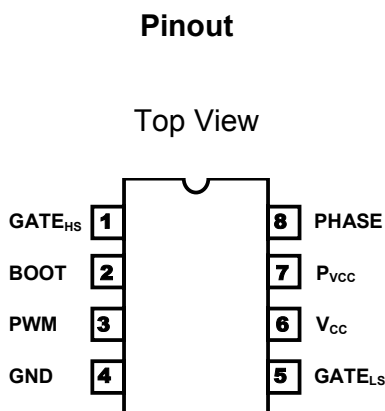 Pinout
Top View
GATEHS 1 8 PHASE
BOOT 2 7 PVCC
PWM 3 6 VCC
GND 4 5 GATELS